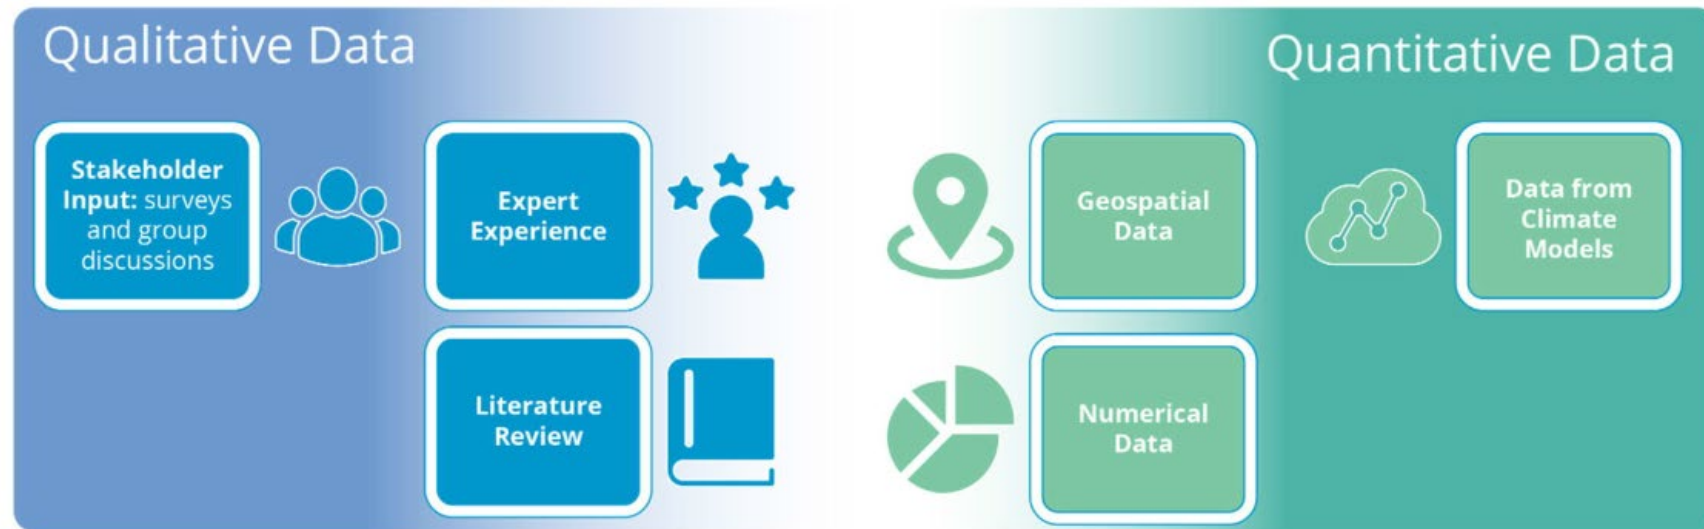 Qualitative Data
Quantitative Data
Stakeholder
Input: surveys
and group
discussions
Expert
Experience
Geospatial
Data
Data from
Climate
Models
Literature
Review
Numerical
Data